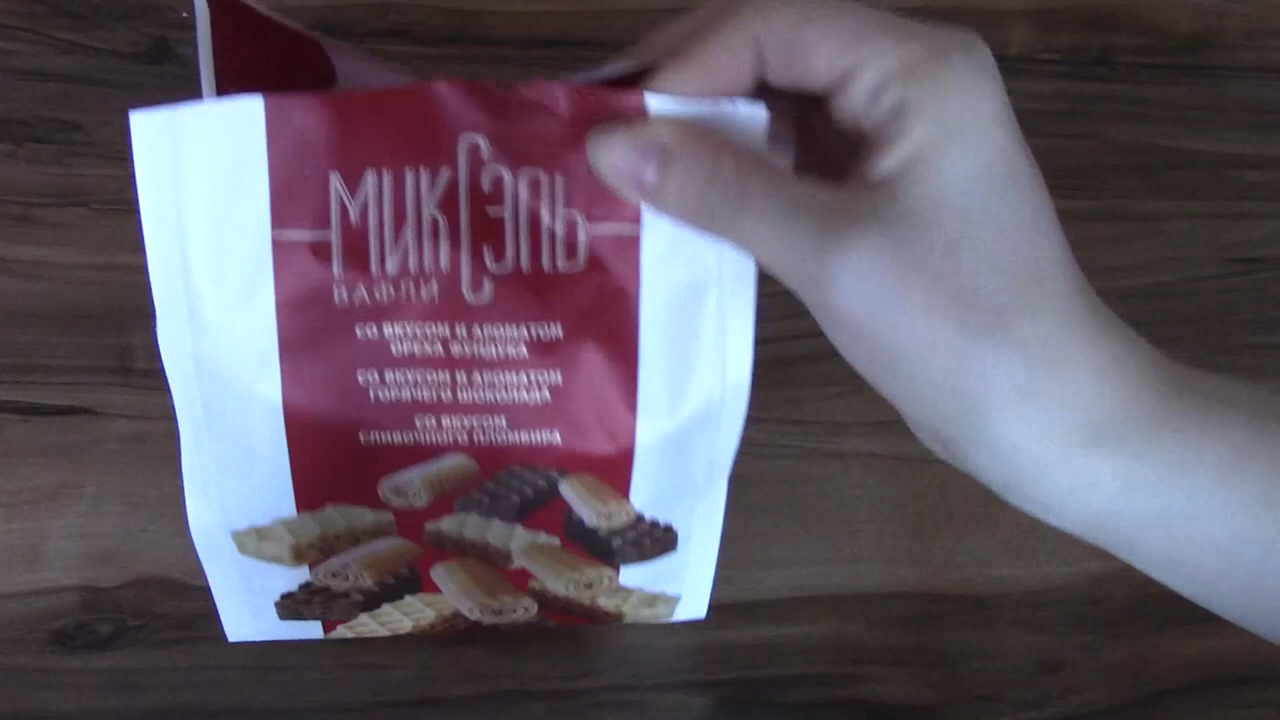 МИКСЭЛЬ
ВАФЛИ
СО ВКУСОМ И АРОМАТОМ
ОРЕХА ФУНДУКА
СО ВКУСОМ И АРОМАТОМ
ГОРЯЧЕГО ШОКОЛАДА
СО ВКУСОМ
СЛИВОЧНОГО ПЛОМБИРА